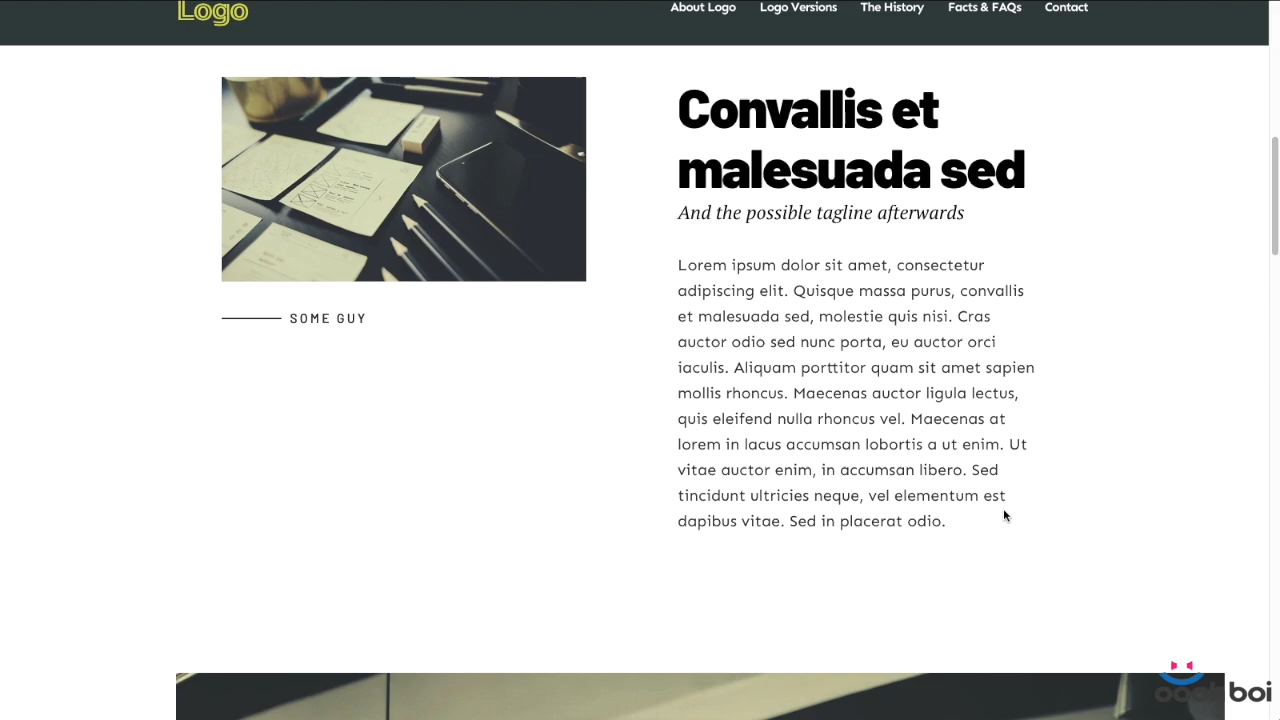 Logo
About Logo
Logo Versions
The History
Facts & FAQs
Contact
SOME GUY
Convallis et
malesuada sed
And the possible tagline afterwards
Lorem ipsum dolor sit amet, consectetur
adipiscing elit. Quisque massa purus, convallis
et malesuada sed, molestie quis nisi. Cras
auctor odio sed nunc porta, eu auctor orci
iaculis. Aliquam porttitor quam sit amet sapien
mollis rhoncus. Maecenas auctor ligula lectus,
quis eleifend nulla rhoncus vel. Maecenas at
lorem in lacus accumsan lobortis a ut enim. Ut
vitae auctor enim, in accumsan libero. Sed
tincidunt ultricies neque, vel elementum est
dapibus vitae. Sed in placerat odio.
boi